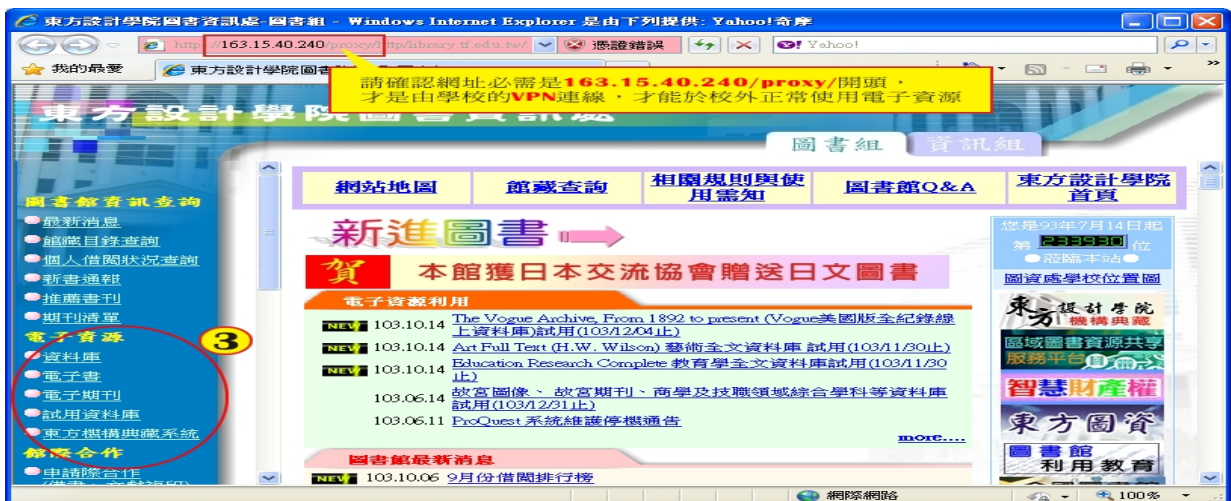 東方設計學院圖書資訊處-圖書組 - Windows Internet Explorer 是由下列提供: Yahoo!奇摩
http://163.15.40.240/proxy/http/library.tf.edu.tw/
憑證錯誤
Yahoo!
我的最愛
東方設計學院圖書
請確認網址必需是163.15.40.240/proxy/開頭，
才是由學校的VPN連線，才能於校外正常使用電子資源
東方設計學院圖書資訊處
圖書組
資訊組
網站地圖
館藏查詢
相關規則與使用需知
圖書館Q&A
東方設計學院首頁
圖書館資訊查詢
最新消息
館藏目錄查詢
個人借閱狀況查詢
新書通報
推薦書刊
期刊清單
電子資源
3
資料庫
電子書
電子期刊
試用資料庫
東方機構典藏系統
館際合作
申請際合作
新進圖書
賀 本館獲日本交流協會贈送日文圖書
電子資源利用
NEW 103.10.14 The Vogue Archive, From 1892 to present (Vogue美國版全紀錄線
上資料庫)試用(103/12/04止)
NEW 103.10.14 Art Full Text (H.W. Wilson) 藝術全文資料庫 試用(103/11/30止)
NEW 103.10.14 Education Research Complete 教育學全文資料庫試用(103/11/30
止)
103.06.14 故宮圖像、故宮期刊、商學及技職領域綜合學科等資料庫
試用(103/12/31止)
103.06.11 ProQuest 系統維護停機通告
more....
圖書館最新消息
NEW 103.10.06 9月份借閱排行榜
您是93年7月14日起
第 233930 位
蒞臨本站
圖資處學校位置圖
東方設計學院
機構典藏
區域圖書資源共享
服務平台
智慧財產權
東方圖資
圖書館
利用教育
網際網路
100%